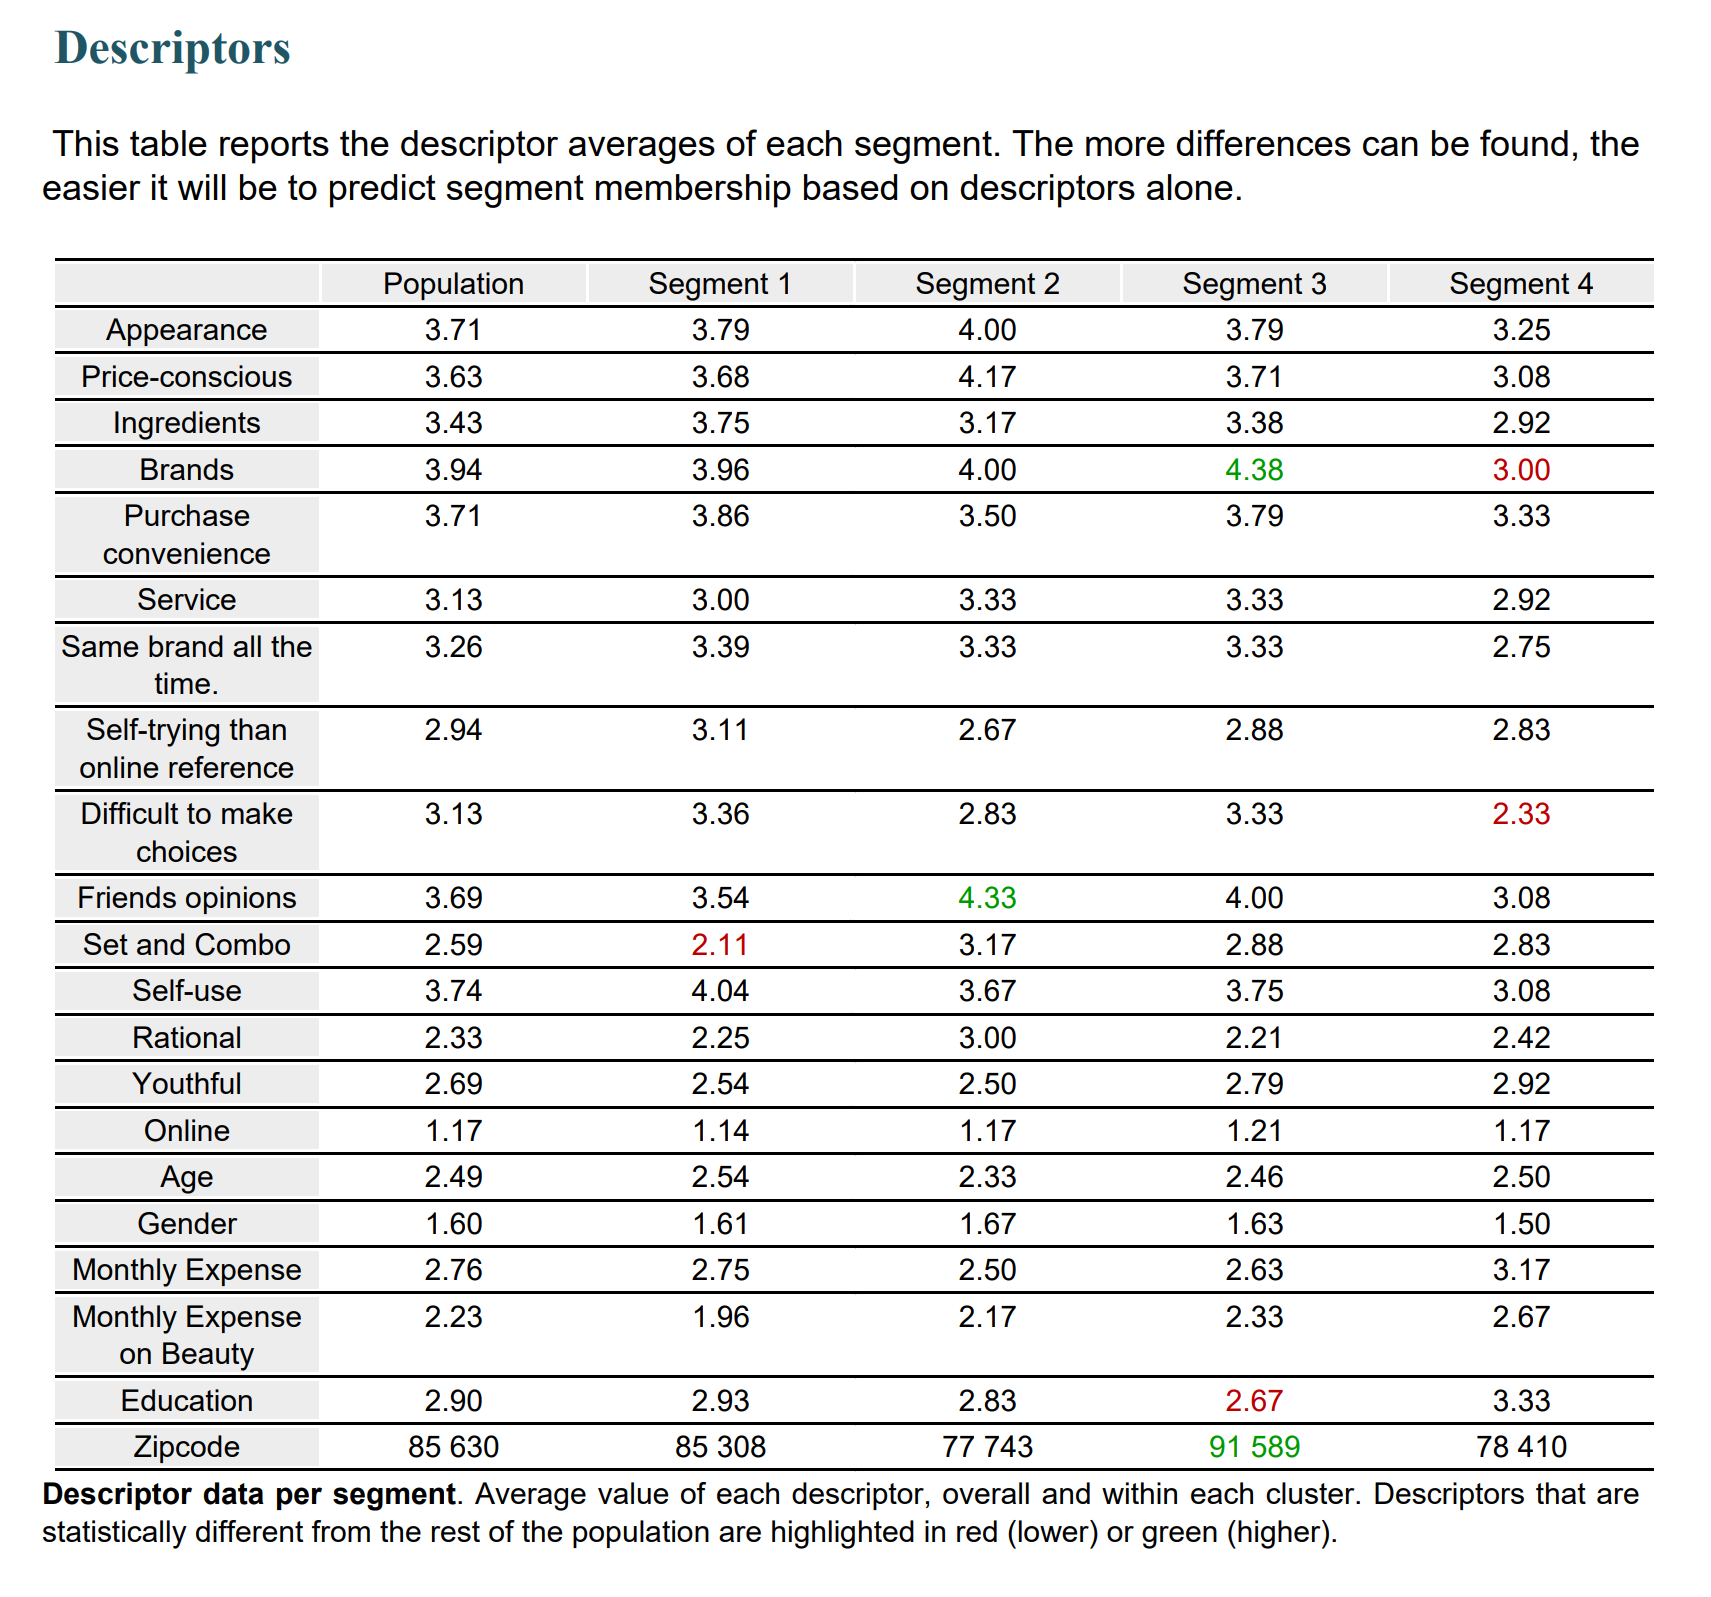 Descriptors
This table reports the descriptor averages of each segment. The more differences can be found, the
easier it will be to predict segment membership based on descriptors alone.
Population Segment 1 Segment 2 Segment 3 Segment 4
Appearance 3.71 3.79 4.00 3.79 3.25
Price-conscious 3.63 3.68 4.17 3.71 3.08
Ingredients 3.43 3.75 3.17 3.38 2.92
Brands 3.94 3.96 4.00 4.38 3.00
Purchase 3.71 3.86 3.50 3.79 3.33
convenience
Service 3.13 3.00 3.33 3.33 2.92
Same brand all the 3.26 3.39 3.33 3.33 2.75
time.
Self-trying than 2.94 3.11 2.67 2.88 2.83
online reference
Difficult to make 3.13 3.36 2.83 3.33 2.33
choices
Friends opinions 3.69 3.54 4.33 4.00 3.08
Set and Combo 2.59 2.11 3.17 2.88 2.83
Self-use 3.74 4.04 3.67 3.75 3.08
Rational 2.33 2.25 3.00 2.21 2.42
Youthful 2.69 2.54 2.50 2.79 2.92
Online 1.17 1.14 1.17 1.21 1.17
Age 2.49 2.54 2.33 2.46 2.50
Gender 1.60 1.61 1.67 1.63 1.50
Monthly Expense 2.76 2.75 2.50 2.63 3.17
Monthly Expense 2.23 1.96 2.17 2.33 2.67
on Beauty
Education 2.90 2.93 2.83 2.67 3.33
Zipcode 85 630 85 308 77 743 91 589 78 410
Descriptor data per segment. Average value of each descriptor, overall and within each cluster. Descriptors that are
statistically different from the rest of the population are highlighted in red (lower) or green (higher).